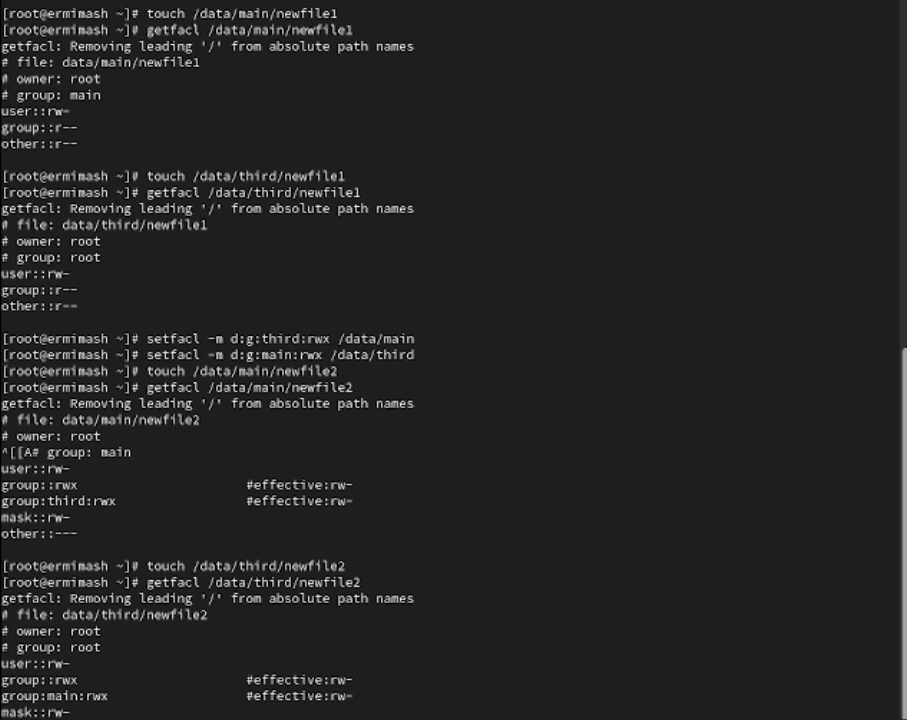 [root@ermimash ~]# touch /data/main/newfile1
[root@ermimash ~]# getfacl /data/main/newfile1
getfacl: Removing leading '/' from absolute path names
# file: data/main/newfile1
# owner: root
# group: main
user::rw-
group::r--
other::r--
[root@ermimash ~]# touch /data/third/newfile1
[root@ermimash ~]# getfacl /data/third/newfile1
getfacl: Removing leading '/' from absolute path names
# file: data/third/newfile1
# owner: root
# group: root
user::rw-
group::r--
other::r--
[root@ermimash ~]# setfacl -m d:g:third:rwx /data/main
[root@ermimash ~]# setfacl -m d:g:main:rwx /data/third
[root@ermimash ~]# touch /data/main/newfile2
[root@ermimash ~]# getfacl /data/main/newfile2
getfacl: Removing leading '/' from absolute path names
# file: data/main/newfile2
# owner: root
^[[A# group: main
user::rw-
group::rwx #effective:rw-
group:third:rwx #effective:rw-
mask::rw-
other::---
[root@ermimash ~]# touch /data/third/newfile2
[root@ermimash ~]# getfacl /data/third/newfile2
getfacl: Removing leading '/' from absolute path names
# file: data/third/newfile2
# owner: root
# group: root
user::rw-
group::rwx #effective:rw-
group:main:rwx #effective:rw-
mask::rw-